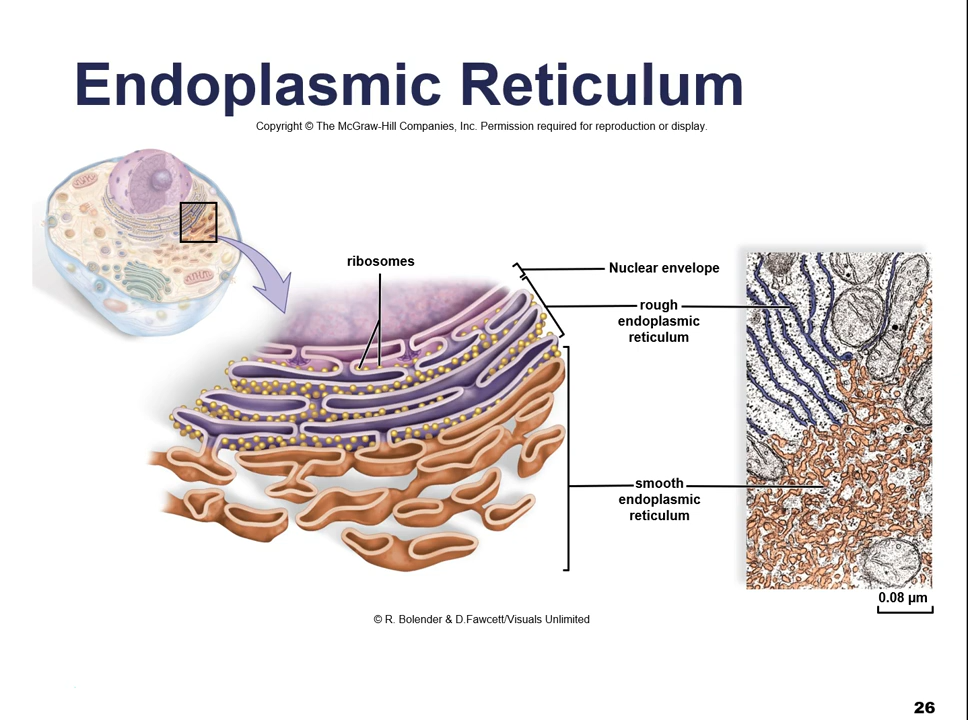 Endoplasmic Reticulum
Copyright © The McGraw-Hill Companies, Inc. Permission required for reproduction or display.
ribosomes
Nuclear envelope
rough
endoplasmic
reticulum
smooth
endoplasmic
reticulum
0.08 µm
© R. Bolender & D.Fawcett/Visuals Unlimited
26